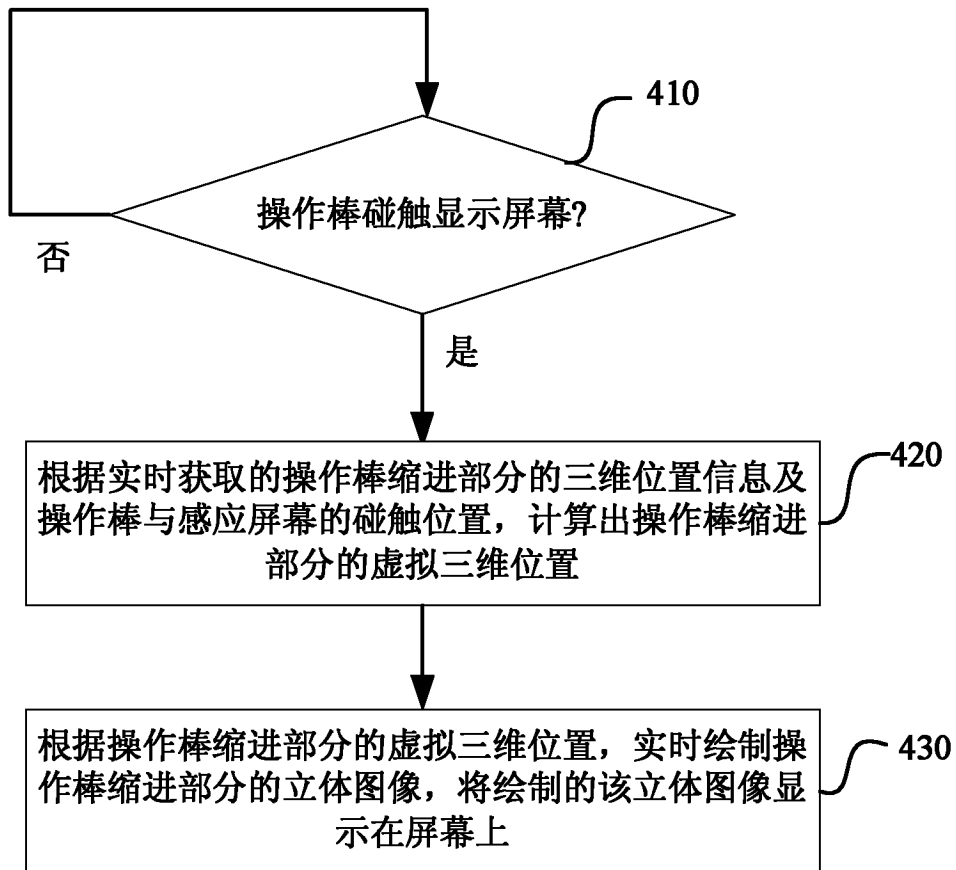 410
操作棒碰触显示屏幕?
否
是
420
根据实时获取的操作棒缩进部分的三维位置信息及
操作棒与感应屏幕的碰触位置，计算出操作棒缩进
部分的虚拟三维位置
430
根据操作棒缩进部分的虚拟三维位置，实时绘制操
作棒缩进部分的立体图像，将绘制的该立体图像显
示在屏幕上